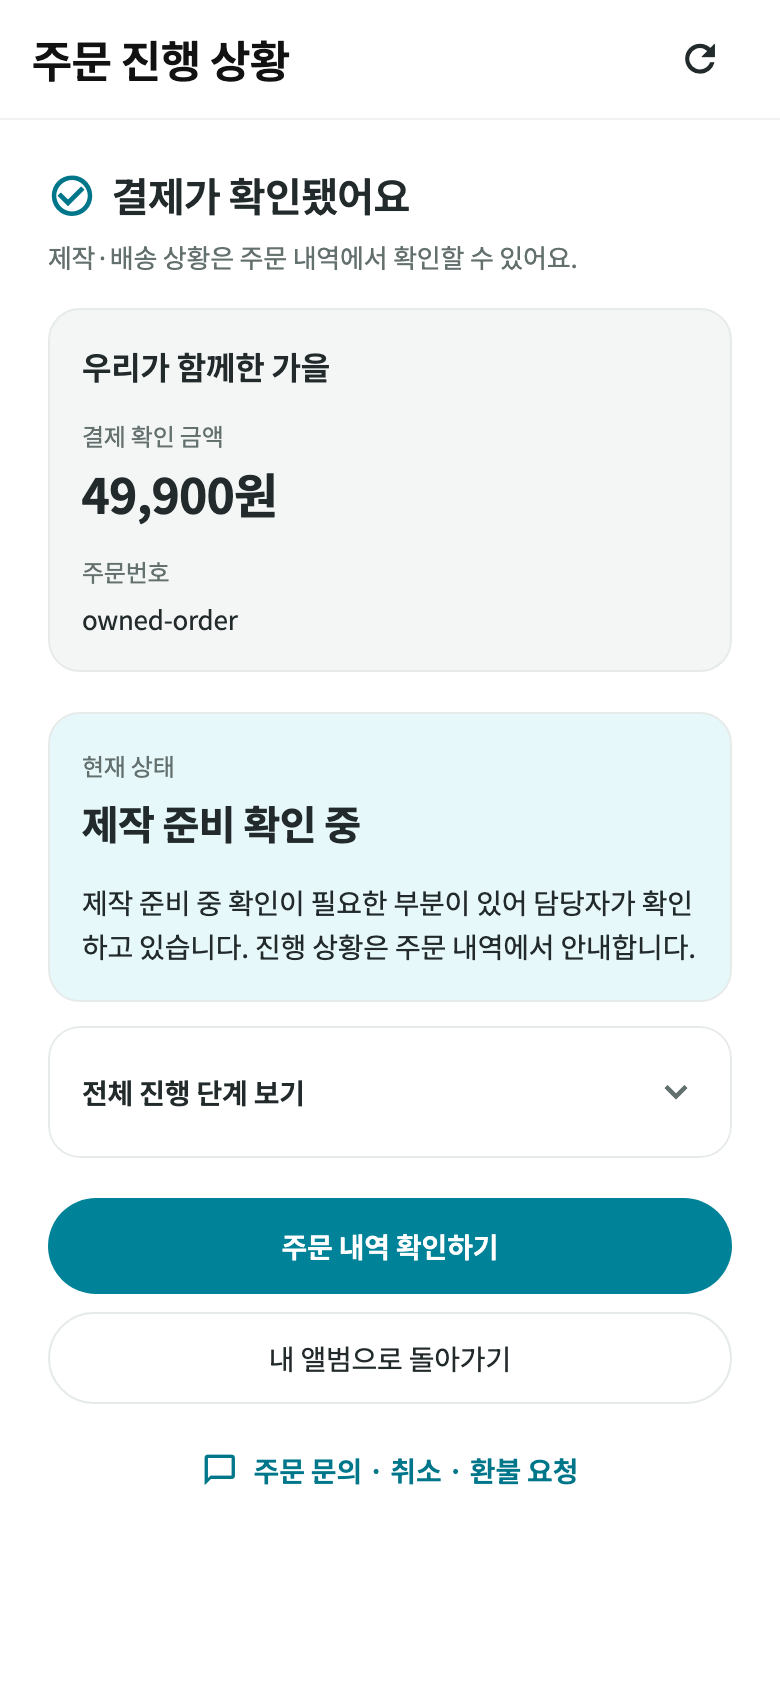 주문 진행 상황
결제가 확인됐어요
제작·배송 상황은 주문 내역에서 확인할 수 있어요.
우리가 함께한 가을
결제 확인 금액
49,900원
주문번호
owned-order
현재 상태
제작 준비 확인 중
제작 준비 중 확인이 필요한 부분이 있어 담당자가 확인
하고 있습니다. 진행 상황은 주문 내역에서 안내합니다.
전체 진행 단계 보기
주문 내역 확인하기
내 앨범으로 돌아가기
주문 문의 · 취소 · 환불 요청